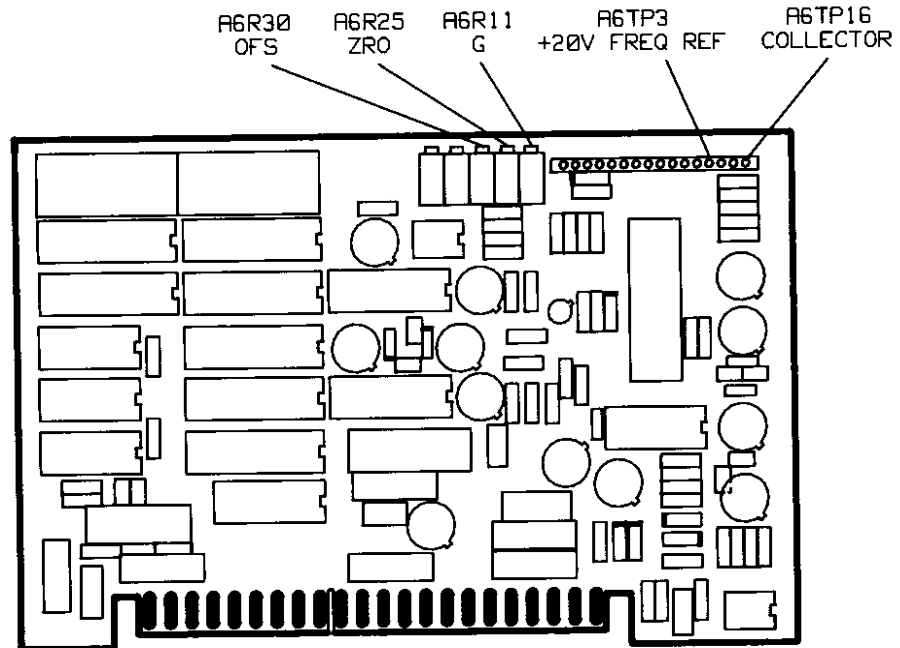 A6R30
OFS
A6R25
ZRO
A6R11
G
A6TP3
+20V FREQ REF
A6TP16
COLLECTOR